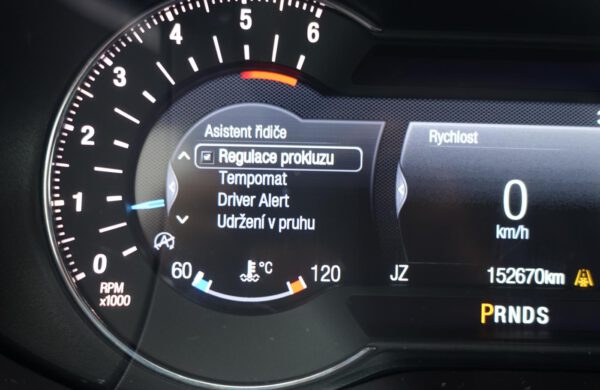 0
1
2
3
4
5
6
RPM
x1000
Asistent řidiče
Regulace prokluzu
Tempomat
Driver Alert
Udržení v pruhu
60
°C
120
Rychlost
0
km/h
JZ
152670km
PRNDS